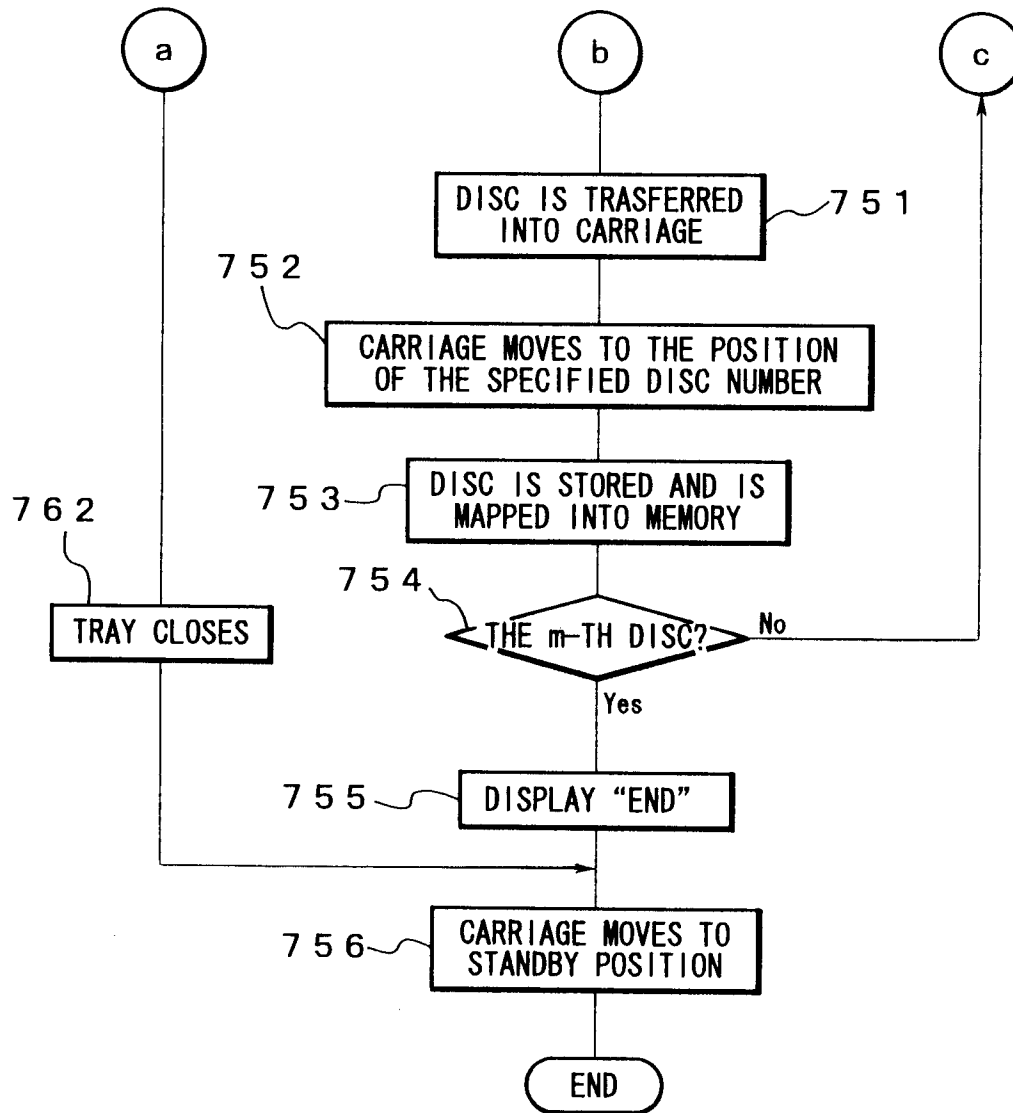 a
b
c
DISC IS TRASFERRED
INTO CARRIAGE
751
752
CARRIAGE MOVES TO THE POSITION
OF THE SPECIFIED DISC NUMBER
753
DISC IS STORED AND IS
MAPPED INTO MEMORY
762
TRAY CLOSES
754
THE m-TH DISC?
No
Yes
755
DISPLAY “END”
756
CARRIAGE MOVES TO
STANDBY POSITION
END